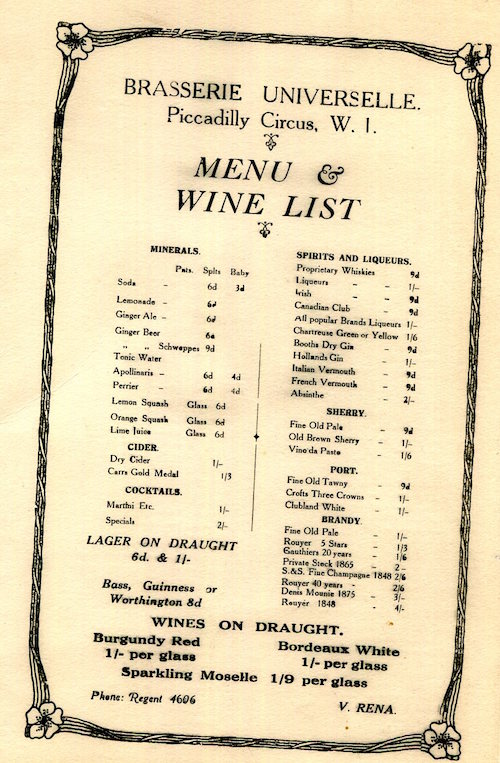 BRASSERIE UNIVERSELLE.
Piccadilly Circus, W. 1.
MENU &
WINE LIST
MINERALS.
Pats. Splts Baby
Soda - 6d 3d
Lemonade - 6d
Ginger Ale - 6d
Ginger Beer 6d
" " Schweppes 9d
Tonic Water
Apollinaris - 6d 4d
Perrier - 6d 4d
Lemon Squash Glass 6d
Orange Squash Glass 6d
Lime Juice Glass 6d
CIDER.
Dry Cider 1/-
Carrs Gold Medal 1/3
COCKTAILS.
Martini Etc. 1/-
Specials 2/-
LAGER ON DRAUGHT
6d. & 1/-
Bass, Guinness or
Worthington 8d
SPIRITS AND LIQUEURS.
Proprietary Whiskies 9d
Liqueurs - - 1/-
Irish - - 9d
Canadian Club - 9d
All popular Brands Liqueurs 1/-
Chartreuse Green or Yellow 1/6
Booths Dry Gin - 9d
Hollands Gin - 1/-
Italian Vermouth - 9d
French Vermouth - 9d
Absinthe - 2/-
SHERRY.
Fine Old Pale - 9d
Old Brown Sherry - 1/-
Vino da Pasto - 1/6
PORT.
Fine Old Tawny - 9d
Crofts Three Crowns - 1/-
Clubland White - 1/-
BRANDY.
Fine Old Pale - 1/-
Rouyer 5 Stars - 1/3
Gauthiers 20 years - 1/6
Private Stock 1865 - 2 -
S.&S. Fine Champagne 1848 2/6
Rouyer 40 years - 2/6
Denis Mounie 1875 - 3/-
Rouyer 1848 - 4/-
WINES ON DRAUGHT.
Burgundy Red
1/- per glass
Bordeaux White
1/- per glass
Sparkling Moselle 1/9 per glass
Phone: Regent 4606
V. RENA.